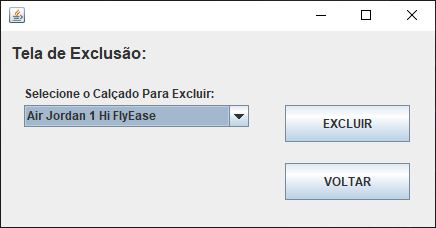 Tela de Exclusão:
Selecione o Calçado Para Excluir:
Air Jordan 1 Hi FlyEase
EXCLUIR
VOLTAR